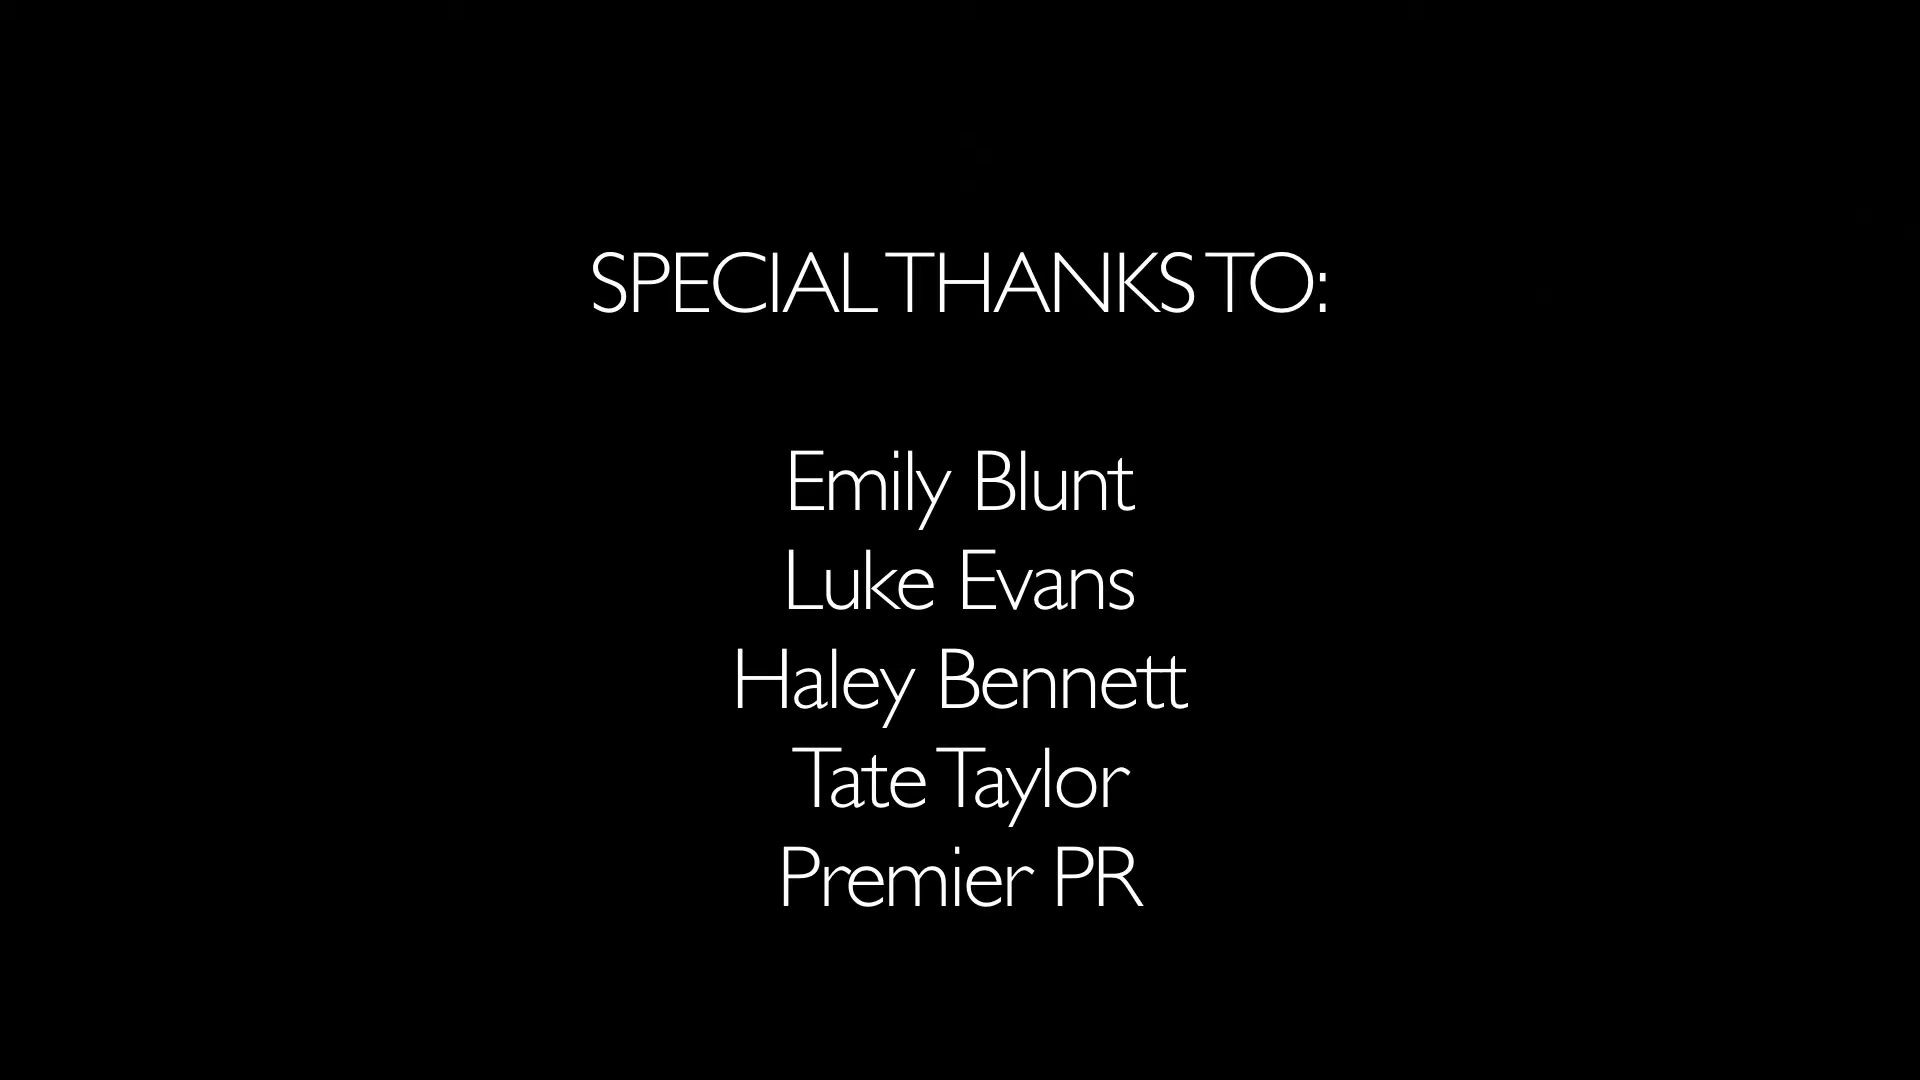 SPECIAL THANKS TO:
Emily Blunt
Luke Evans
Haley Bennett
Tate Taylor
Premier PR